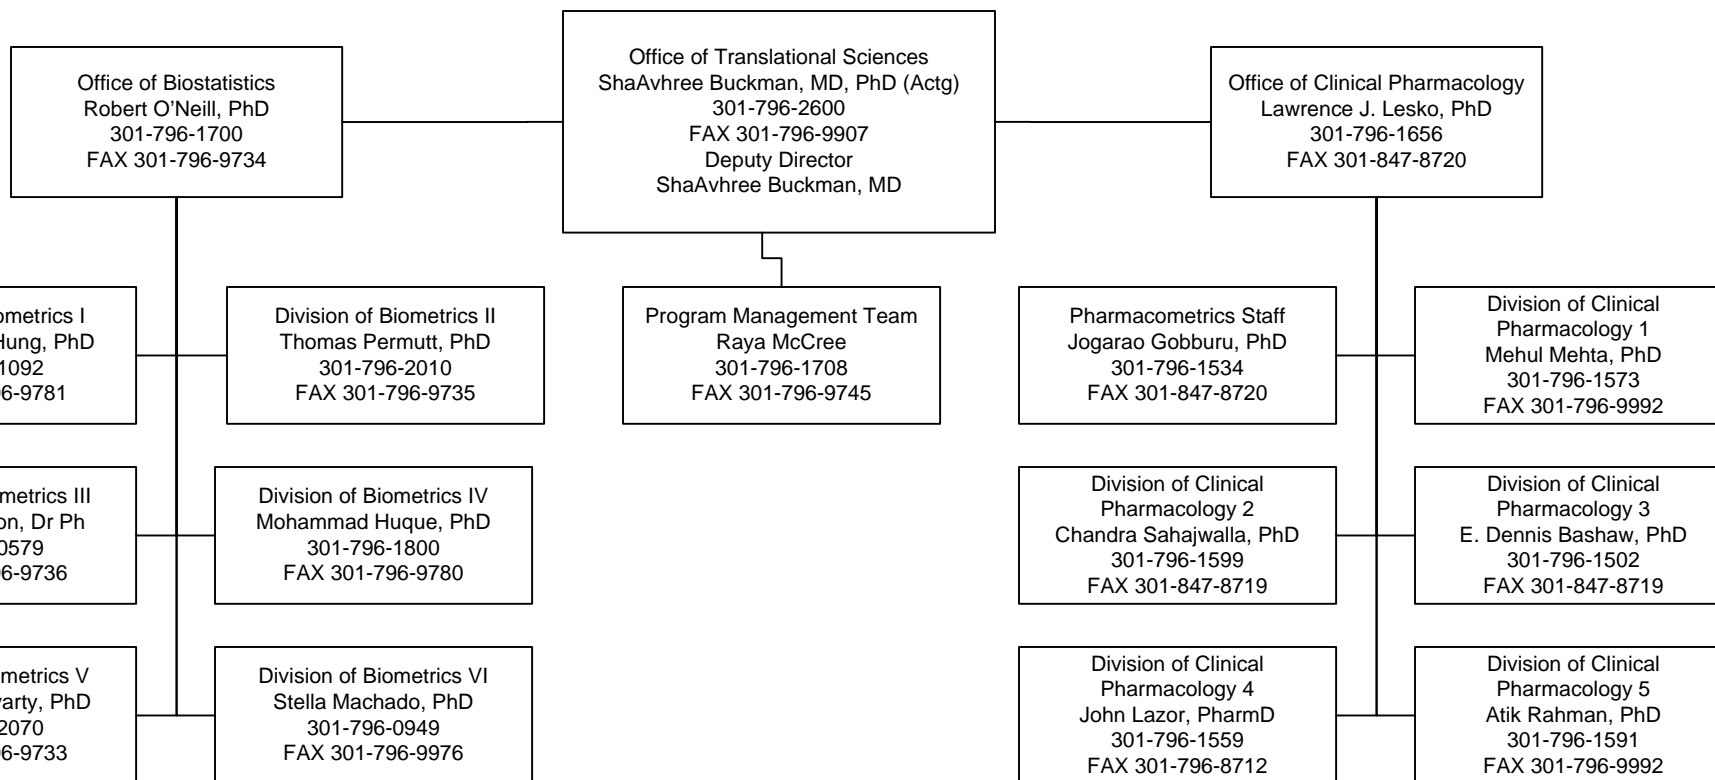 Office of Biostatistics
Robert O’Neill, PhD
301-796-1700
FAX 301-796-9734
Office of Translational Sciences
ShaAvhree Buckman, MD, PhD (Actg)
301-796-2600
FAX 301-796-9907
Deputy Director
ShaAvhree Buckman, MD
Office of Clinical Pharmacology
Lawrence J. Lesko, PhD
301-796-1656
FAX 301-847-8720
I
Hung, PhD
Division of Biometrics II
Thomas Permutt, PhD
301-796-2010
FAX 301-796-9735
Program Management Team
Raya McCree
301-796-1708
FAX 301-796-9745
Pharmacometrics Staff
Jogarao Gobburu, PhD
301-796-1534
FAX 301-847-8720
Division of Clinical
Pharmacology 1
Mehul Mehta, PhD
301-796-1573
FAX 301-796-9992
III
Dr Ph
Division of Biometrics IV
Mohammad Huque, PhD
301-796-1800
FAX 301-796-9780
Division of Clinical
Pharmacology 2
Chandra Sahajwalla, PhD
301-796-1599
FAX 301-847-8719
Division of Clinical
Pharmacology 3
E. Dennis Bashaw, PhD
301-796-1502
FAX 301-847-8719
V
PhD
Division of Biometrics VI
Stella Machado, PhD
301-796-0949
FAX 301-796-9976
Division of Clinical
Pharmacology 4
John Lazor, PharmD
301-796-1559
FAX 301-796-8712
Division of Clinical
Pharmacology 5
Atik Rahman, PhD
301-796-1591
FAX 301-796-9992